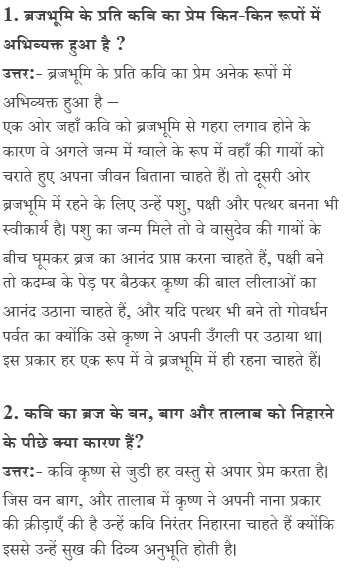 1. ब्रजभूमि के प्रति कवि का प्रेम किन-किन रूपों में
अभिव्यक्त हुआ है ?
उत्तर:- ब्रजभूमि के प्रति कवि का प्रेम अनेक रूपों में
अभिव्यक्त हुआ है –
एक ओर जहाँ कवि को ब्रजभूमि से गहरा लगाव होने के
कारण वे अगले जन्म में ग्वाले के रूप में वहाँ की गायों को
चराते हुए अपना जीवन बिताना चाहते हैं। तो दूसरी ओर
ब्रजभूमि में रहने के लिए उन्हें पशु, पक्षी और पत्थर बनना भी
स्वीकार्य है। पशु का जन्म मिले तो वे वासुदेव की गायों के
बीच घूमकर ब्रज का आनंद प्राप्त करना चाहते हैं, पक्षी बने
तो कदम्ब के पेड़ पर बैठकर कृष्ण की बाल लीलाओं का
आनंद उठाना चाहते हैं, और यदि पत्थर भी बने तो गोवर्धन
पर्वत का क्योंकि उसे कृष्ण ने अपनी उँगली पर उठाया था।
इस प्रकार हर एक रूप में वे ब्रजभूमि में ही रहना चाहते हैं।
2. कवि का ब्रज के वन, बाग और तालाब को निहारने
के पीछे क्या कारण हैं?
उत्तर:- कवि कृष्ण से जुडी हर वस्तु से अपार प्रेम करता है।
जिस वन बाग, और तालाब में कृष्ण ने अपनी नाना प्रकार
की क्रीड़ाएँ की है उन्हें कवि निरंतर निहारना चाहते हैं क्योंकि
इससे उन्हें सुख की दिव्य अनुभूति होती है।